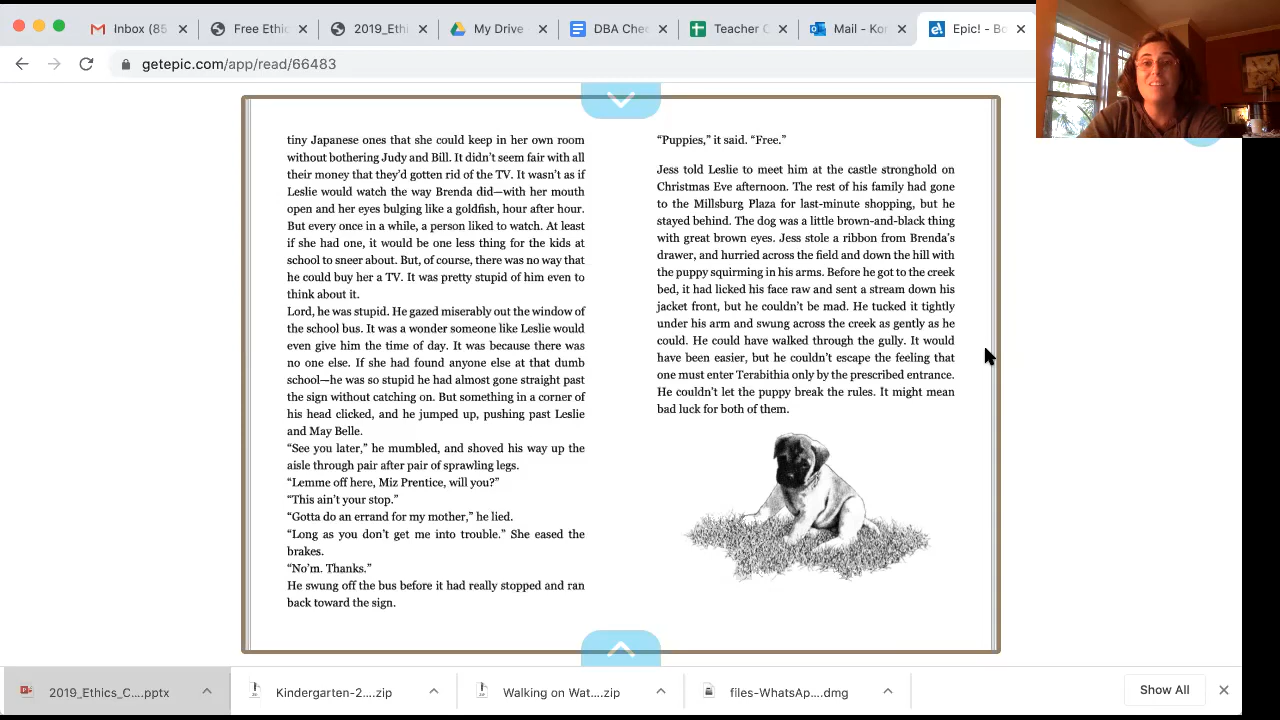 Inbox (85
Free Ethic
2019_Eth
My Drive
DBA Chec
Teacher C
Mail - Kor
Epic! - Bo
getepic.com/app/read/66483
tiny Japanese ones that she could keep in her own room
without bothering Judy and Bill. It didn't seem fair with all
their money that they'd gotten rid of the TV. It wasn't as if
Leslie would watch the way Brenda did—with her mouth
open and her eyes bulging like a goldfish, hour after hour.
But every once in a while, a person liked to watch. At least
if she had one, it would be one less thing for the kids at
school to sneer about. But, of course, there was no way that
he could buy her a TV. It was pretty stupid of him even to
think about it.
Lord, he was stupid. He gazed miserably out the window of
the school bus. It was a wonder someone like Leslie would
even give him the time of day. It was because there was
no one else. If she had found anyone else at that dumb
school—he was so stupid he had almost gone straight past
the sign without catching on. But something in a corner of
his head clicked, and he jumped up, pushing past Leslie
and May Belle.
“See you later,” he mumbled, and shoved his way up the
aisle through pair after pair of sprawling legs.
“Lemme off here, Miz Prentice, will you?”
“This ain't your stop.”
“Gotta do an errand for my mother,” he lied.
“Long as you don't get me into trouble.” She eased the
brakes.
“No'm. Thanks.”
He swung off the bus before it had really stopped and ran
back toward the sign.
“Puppies,” it said. “Free.”
Jess told Leslie to meet him at the castle stronghold on
Christmas Eve afternoon. The rest of his family had gone
to the Millsburg Plaza for last-minute shopping, but he
stayed behind. The dog was a little brown-and-black thing
with great brown eyes. Jess stole a ribbon from Brenda's
drawer, and hurried across the field and down the hill with
the puppy squirming in his arms. Before he got to the creek
bed, it had licked his face raw and sent a stream down his
jacket front, but he couldn't be mad. He tucked it tightly
under his arm and swung across the creek as gently as he
could. He could have walked through the gully. It would
have been easier, but he couldn't escape the feeling that
one must enter Terabithia only by the prescribed entrance.
He couldn't let the puppy break the rules. It might mean
bad luck for both of them.
2019_Ethics_C....pptx
Kindergarten-2....zip
Walking on Wat....zip
files-WhatsAp....dmg
Show All